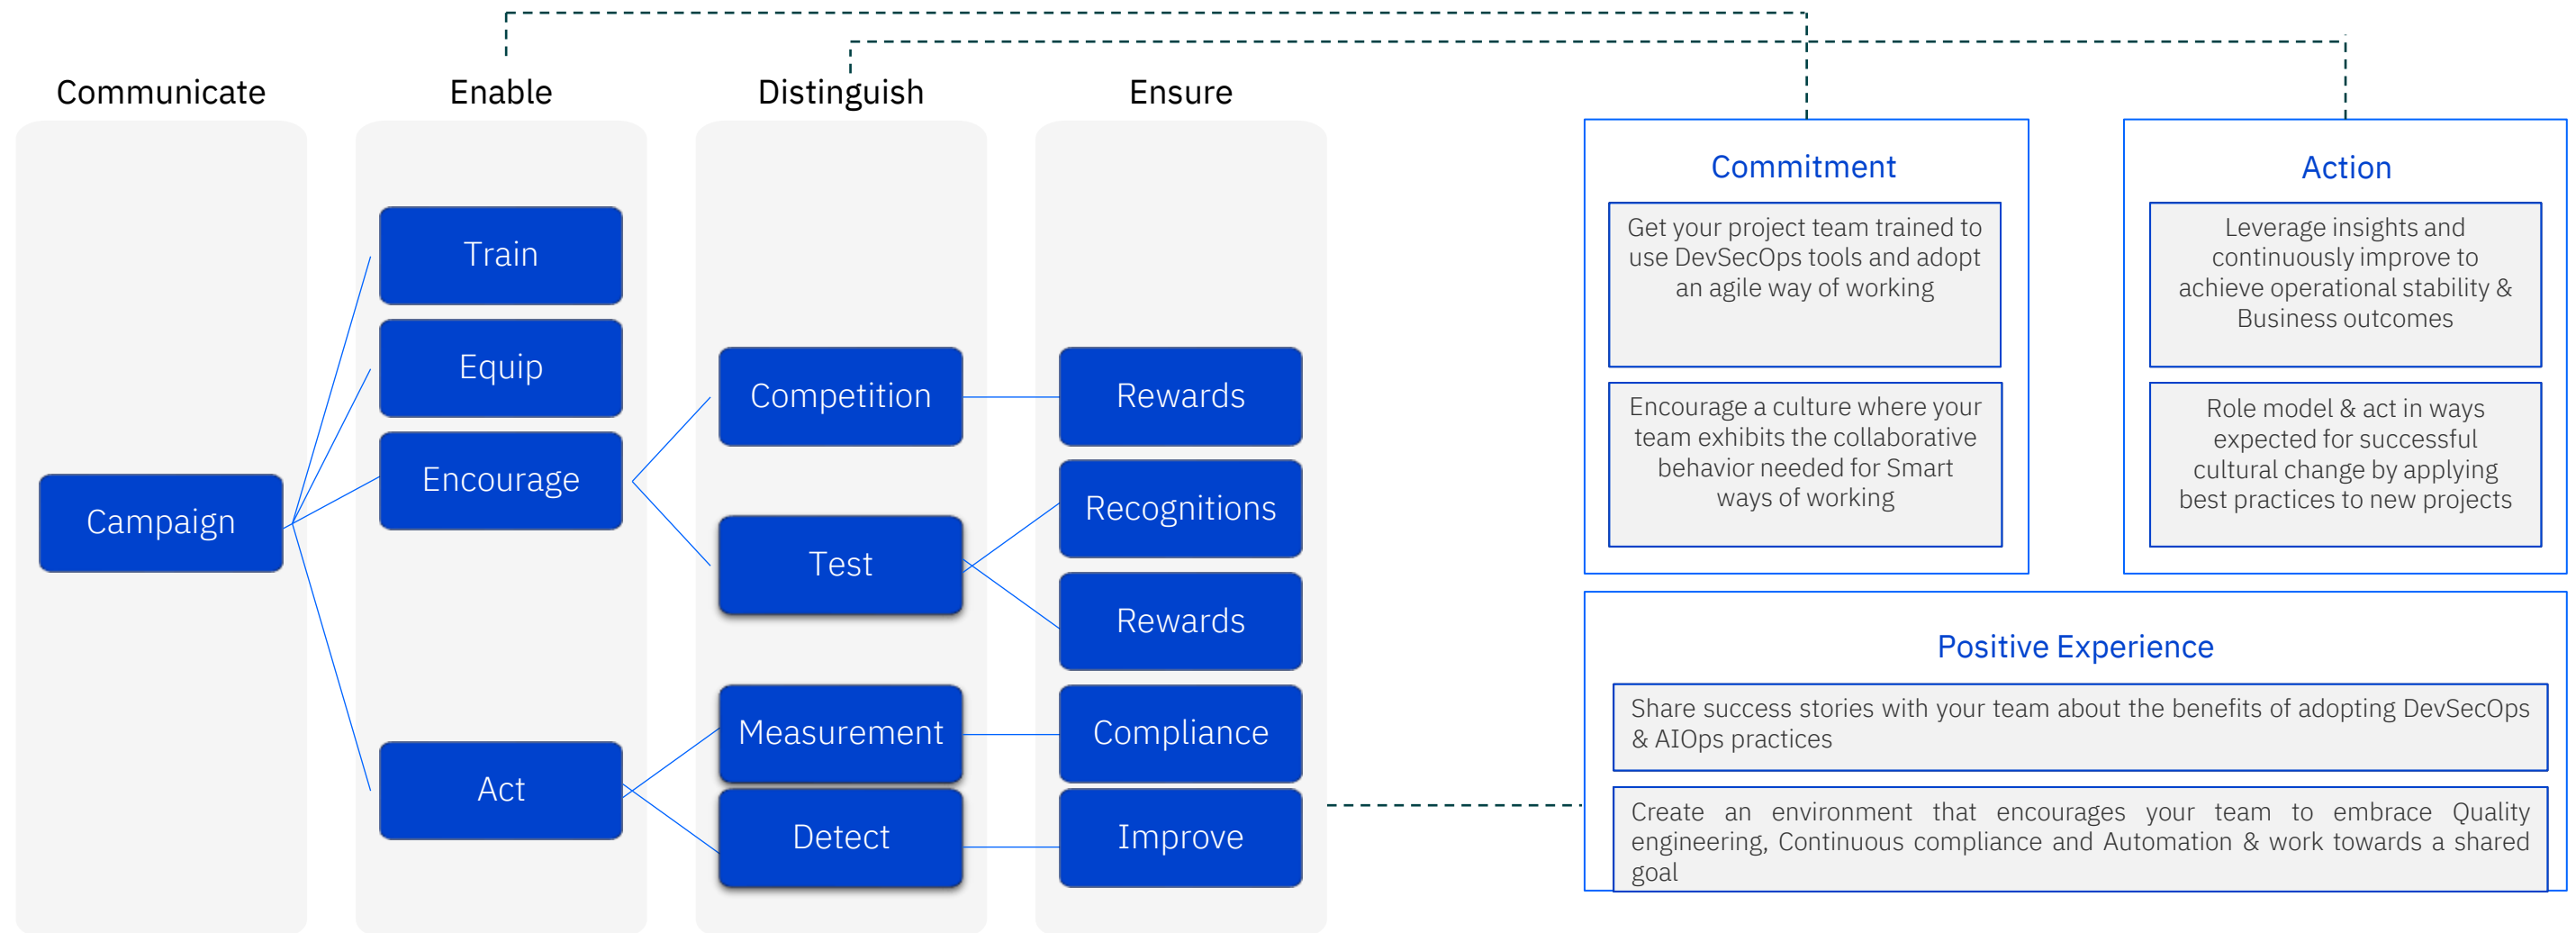 Communicate
Enable
Distinguish
Ensure
Campaign
Train
Equip
Encourage
Act
Competition
Test
Measurement
Detect
Rewards
Recognitions
Rewards
Compliance
Improve
Commitment
Get your project team trained to
use DevSecOps tools and adopt
an agile way of working
Encourage a culture where your
team exhibits the collaborative
behavior needed for Smart
ways of working
Action
Leverage insights and
continuously improve to
achieve operational stability &
Business outcomes
Role model & act in ways
expected for successful
cultural change by applying
best practices to new projects
Positive Experience
Share success stories with your team about the benefits of adopting DevSecOps
& AIOps practices
Create an environment that encourages your team to embrace Quality
engineering, Continuous compliance and Automation & work towards a shared
goal